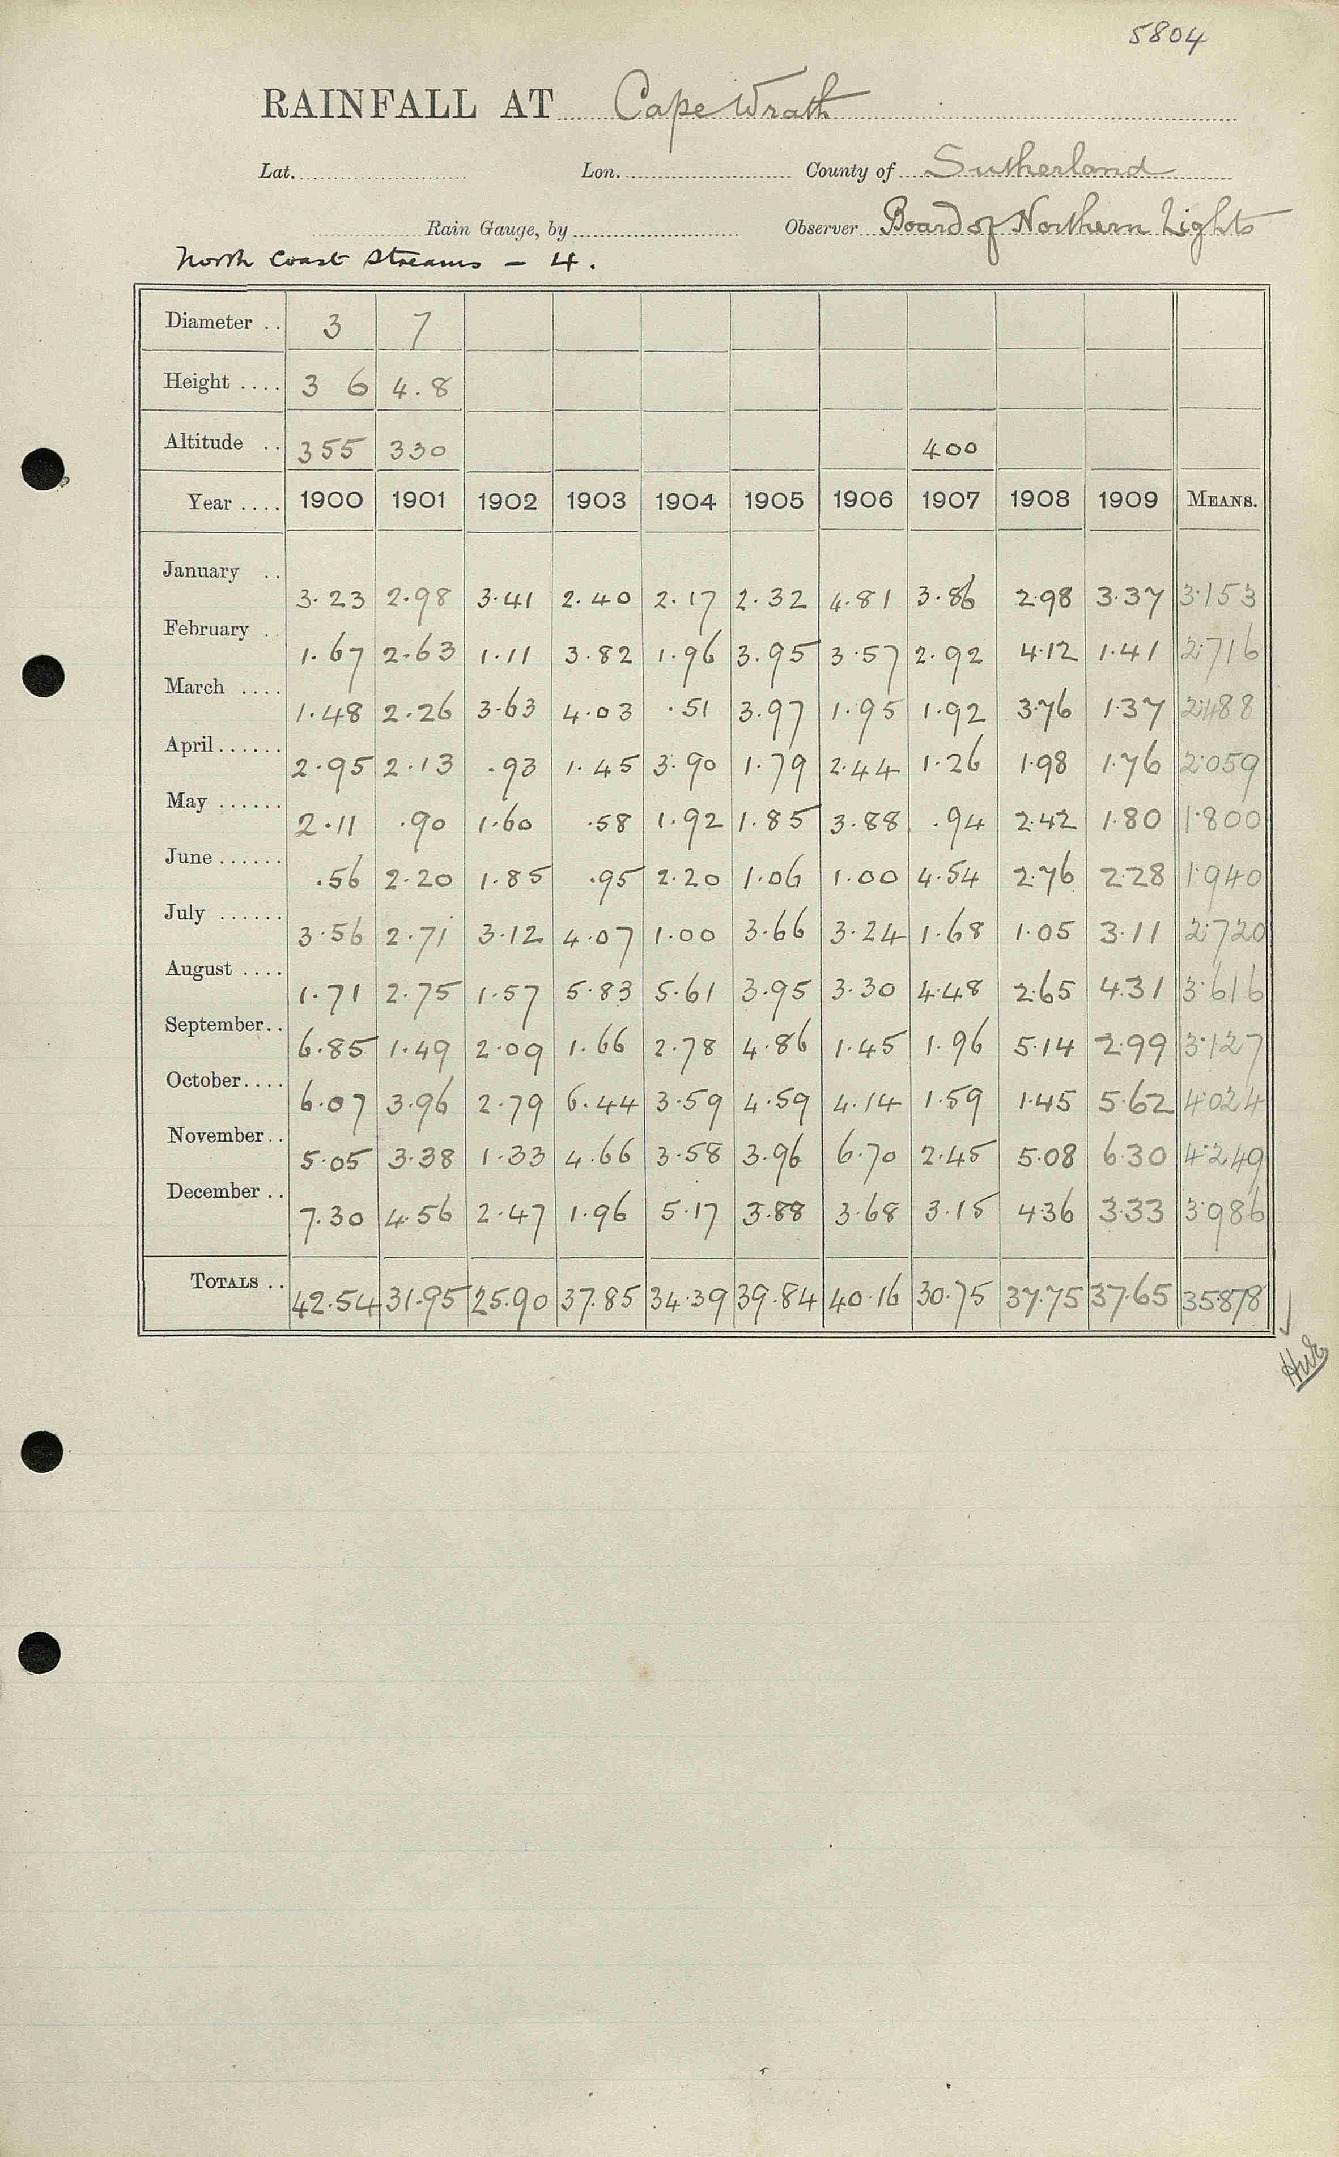 5804
RAINFALL AT Cape Wrath
Lat. Lon. County of Sutherland
Rain Gauge, by Observer Board of Northern Lights
North Coast Streams – 4.
Diameter .. 3 7
Height .... 3 6 4.8
Altitude .. 355 330 400
Year .... 1900 1901 1902 1903 1904 1905 1906 1907 1908 1909 MEANS.
January .. 3.23 2.98 3.41 2.40 2.17 2.32 4.81 3.86 2.98 3.37 3.153
February .. 1.67 2.63 1.11 3.82 1.96 3.95 3.57 2.92 4.12 1.41 2.716
March .... 1.48 2.26 3.63 4.03 .51 3.97 1.95 1.92 3.76 1.37 2.488
April ...... 2.95 2.13 .93 1.45 3.90 1.79 2.44 1.26 1.98 1.76 2.059
May ...... 2.11 .90 1.60 .58 1.92 1.85 3.88 .94 2.42 1.80 1.800
June ...... .56 2.20 1.85 .95 2.20 1.06 1.00 4.54 2.76 2.28 1.940
July ...... 3.56 2.71 3.12 4.07 1.00 3.66 3.24 1.68 1.05 3.11 2.720
August .... 1.71 2.75 1.57 5.83 5.61 3.95 3.30 4.48 2.65 4.31 3.616
September .. 6.85 1.49 2.09 1.66 2.78 4.86 1.45 1.96 5.14 2.99 3.127
October .... 6.07 3.96 2.79 6.44 3.59 4.59 4.14 1.59 1.45 5.62 4.024
November .. 5.05 3.38 1.33 4.66 3.58 3.96 6.70 2.45 5.08 6.30 4.249
December .. 7.30 4.56 2.47 1.96 5.17 3.88 3.68 3.15 4.36 3.33 3.986
TOTALS .. 42.54 31.95 25.90 37.85 34.39 39.84 40.16 30.75 37.75 37.65 35.878